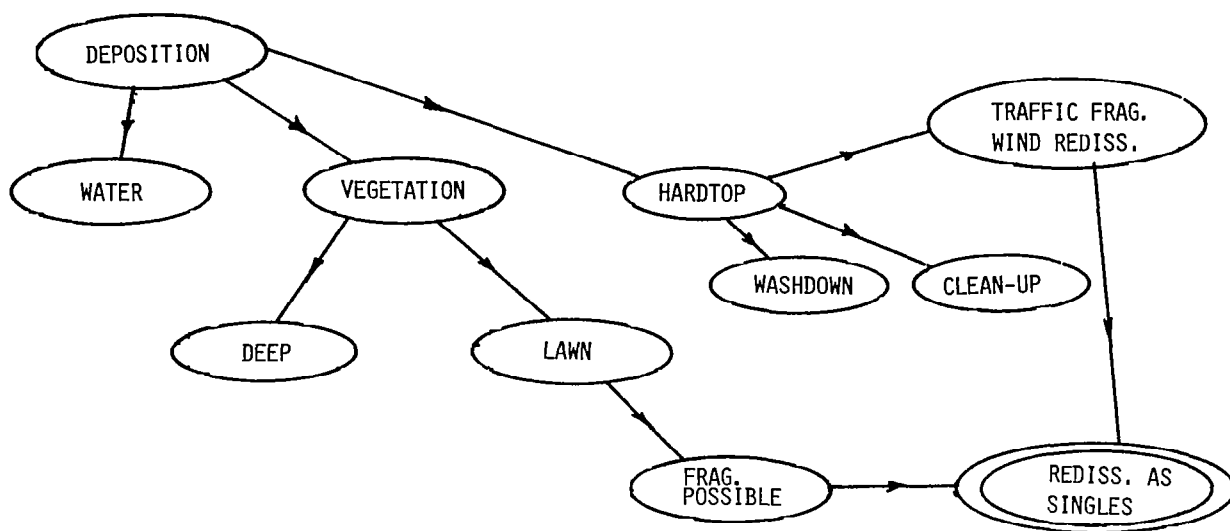 DEPOSITION
TRAFFIC FRAG.
WIND REDISS.
WATER
VEGETATION
HARDTOP
WASHDOWN
CLEAN-UP
DEEP
LAWN
FRAG.
POSSIBLE
REDISS. AS
SINGLES